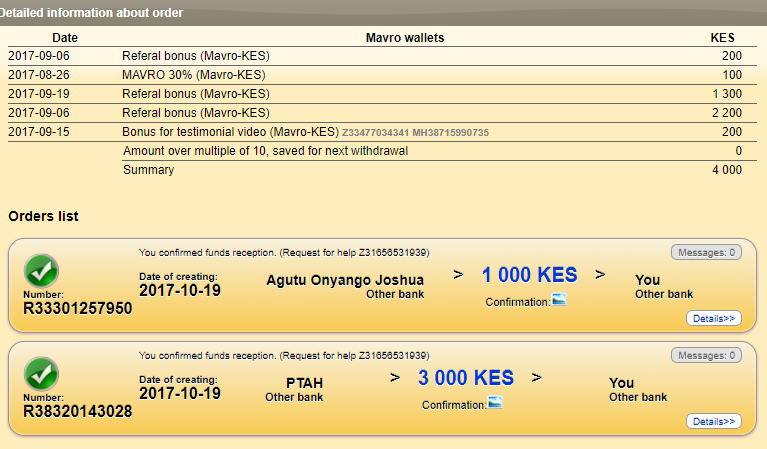 Detailed information about order
Date Mavro wallets KES
2017-09-06 Referal bonus (Mavro-KES) 200
2017-08-26 MAVRO 30% (Mavro-KES) 100
2017-09-19 Referal bonus (Mavro-KES) 1 300
2017-09-06 Referal bonus (Mavro-KES) 2 200
2017-09-15 Bonus for testimonial video (Mavro-KES) Z33477034341 MH38715990735 200
Amount over multiple of 10, saved for next withdrawal 0
Summary 4 000
Orders list
You confirmed funds reception. (Request for help Z31656531939) Messages: 0
Number:
R33301257950
Date of creating:
2017-10-19
Agutu Onyango Joshua
Other bank
> 1 000 KES >
Confirmation:
You
Other bank
Details>>
You confirmed funds reception. (Request for help Z31656531939) Messages: 0
Number:
R38320143028
Date of creating:
2017-10-19
PTAH
Other bank
> 3 000 KES >
Confirmation:
You
Other bank
Details>>